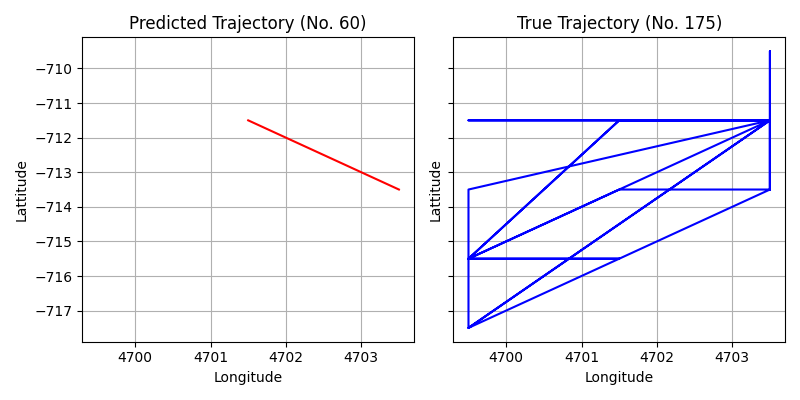 Predicted Trajectory (No. 60)
True Trajectory (No. 175)
−710
−711
−712
−713
−714
−715
−716
−717
Lattitude
Lattitude
4700 4701 4702 4703
4700 4701 4702 4703
Longitude
Longitude